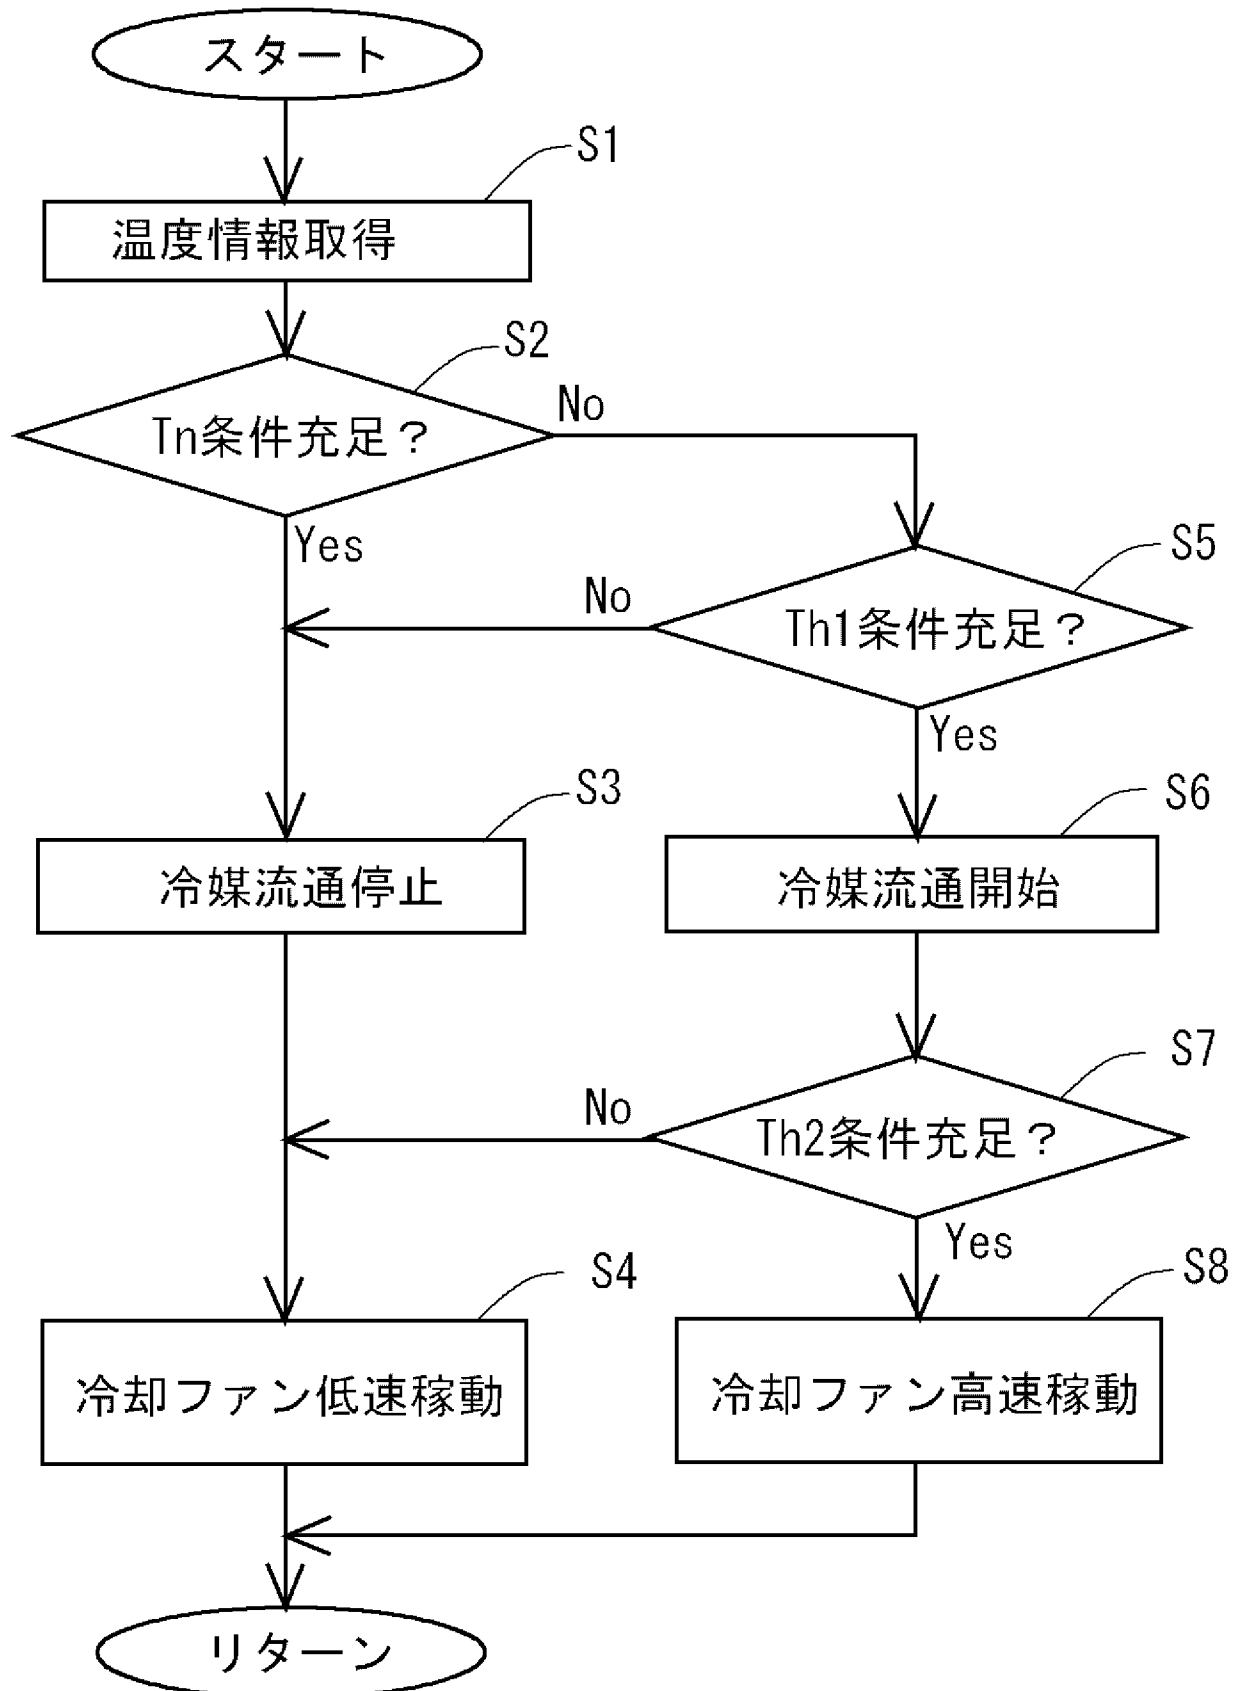 スタート
S1
温度情報取得
S2
Tn条件充足?
No
Yes
S5
No
Th1条件充足?
Yes
S3
冷媒流通停止
S6
冷媒流通開始
S7
No
Th2条件充足?
Yes
S4
冷却ファン低速稼動
S8
冷却ファン高速稼動
リターン